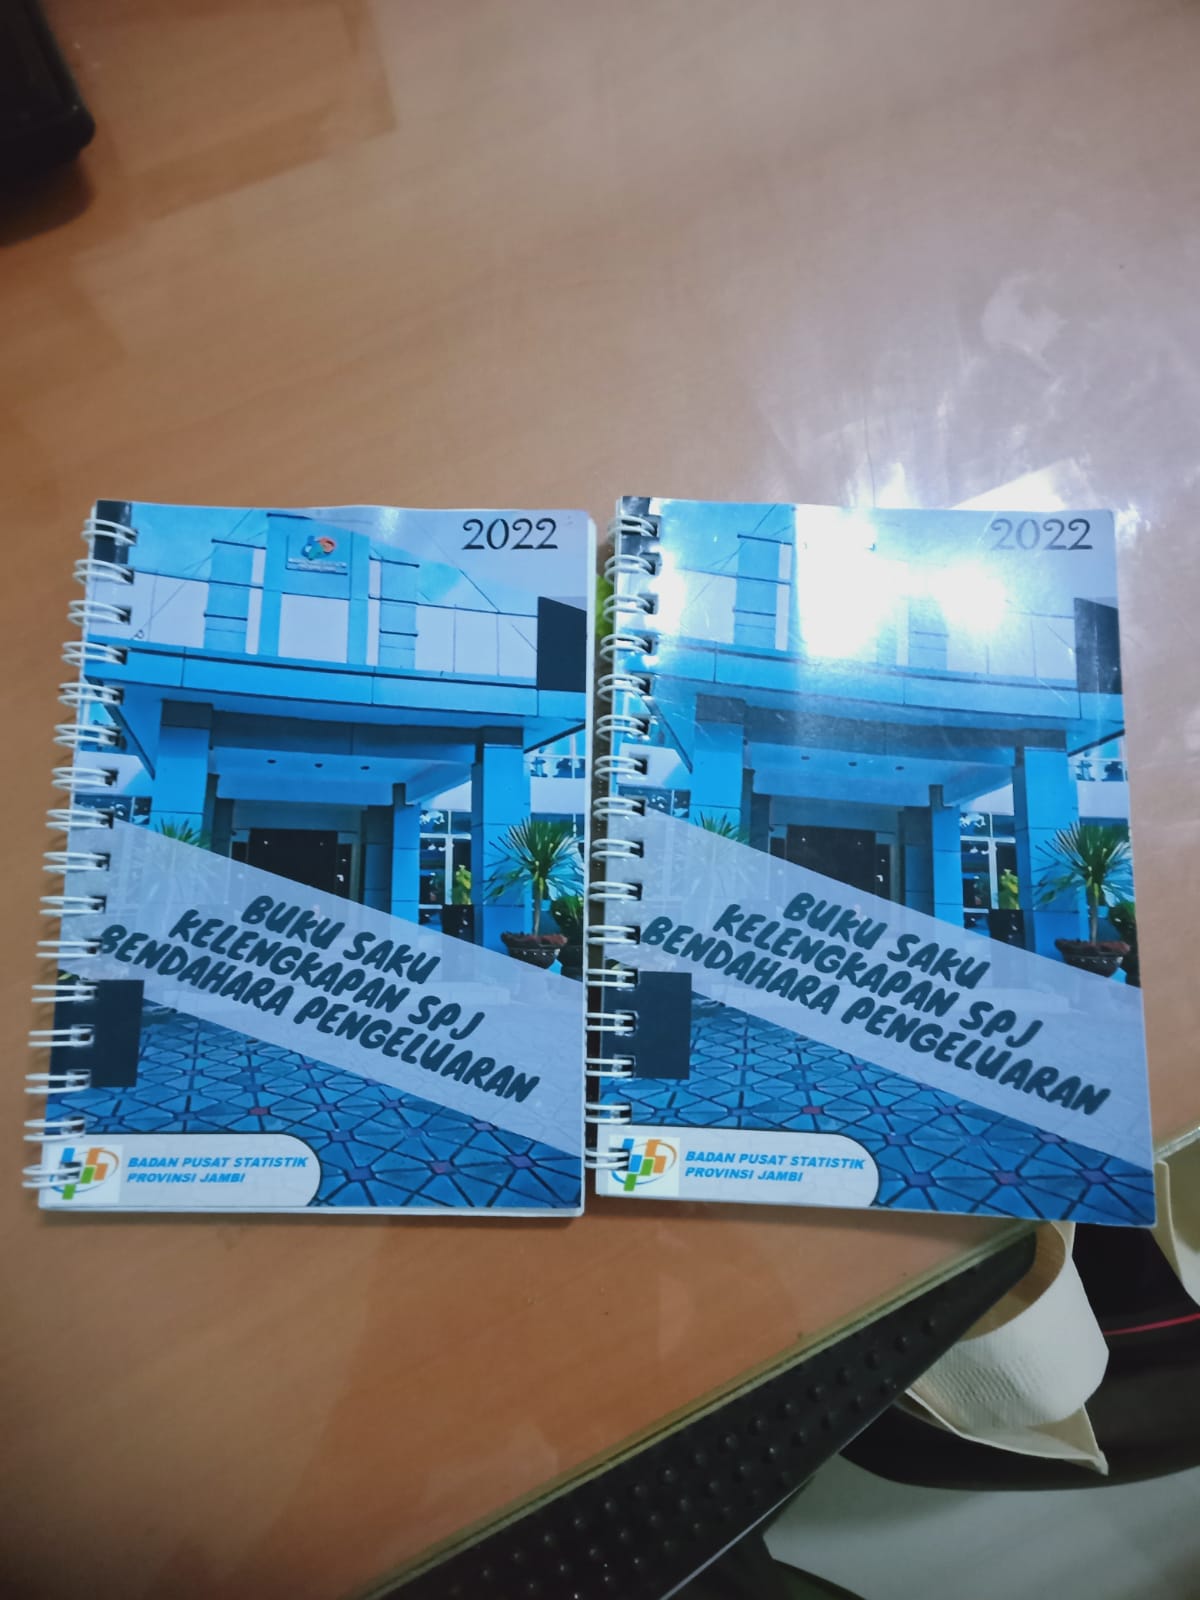 2022
BUKU SAKU
KELENGKAPAN SPJ
BENDAHARA PENGELUARAN
BADAN PUSAT STATISTIK
PROVINSI JAMBI
2022
BUKU SAKU
KELENGKAPAN SPJ
BENDAHARA PENGELUARAN
BADAN PUSAT STATISTIK
PROVINSI JAMBI